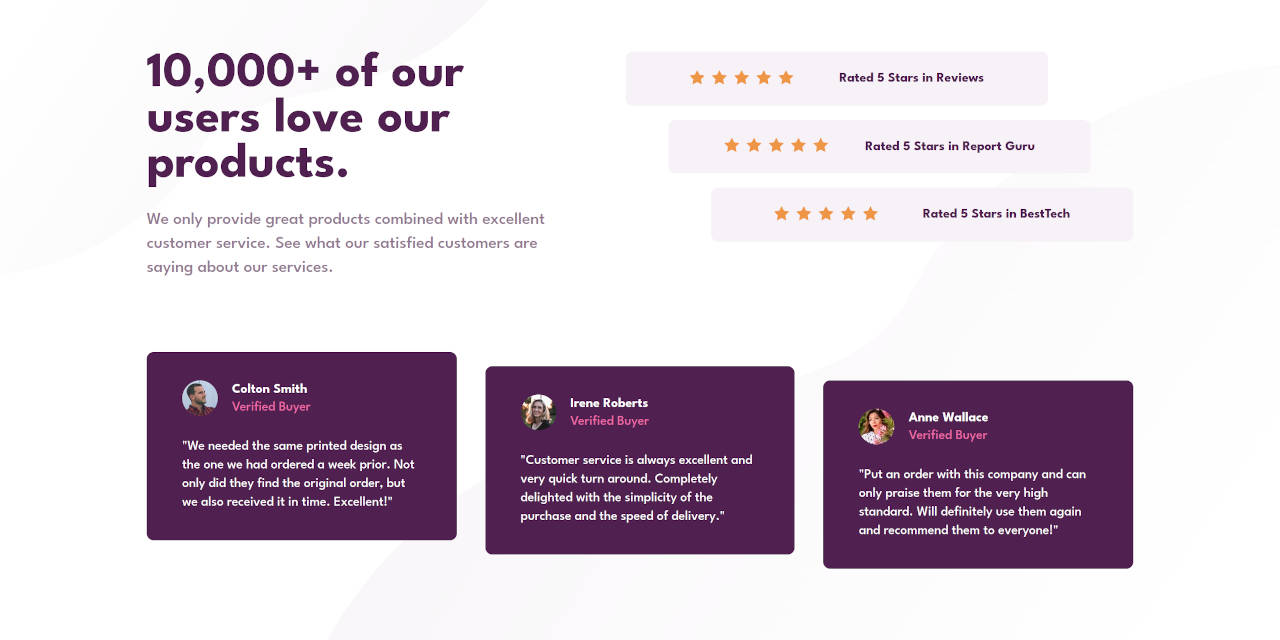 10,000+ of our
users love our
products.
We only provide great products combined with excellent
customer service. See what our satisfied customers are
saying about our services.
Rated 5 Stars in Reviews
Rated 5 Stars in Report Guru
Rated 5 Stars in BestTech
Colton Smith
Verified Buyer
"We needed the same printed design as
the one we had ordered a week prior. Not
only did they find the original order, but
we also received it in time. Excellent!"
Irene Roberts
Verified Buyer
"Customer service is always excellent and
very quick turn around. Completely
delighted with the simplicity of the
purchase and the speed of delivery."
Anne Wallace
Verified Buyer
"Put an order with this company and can
only praise them for the very high
standard. Will definitely use them again
and recommend them to everyone!"